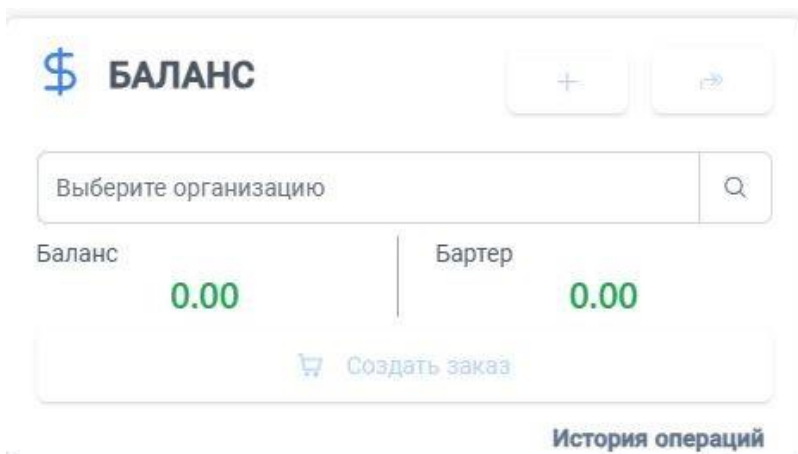 $ БАЛАНС
Выберите организацию
Баланс
Бартер
0.00
0.00
Создать заказ
История операций